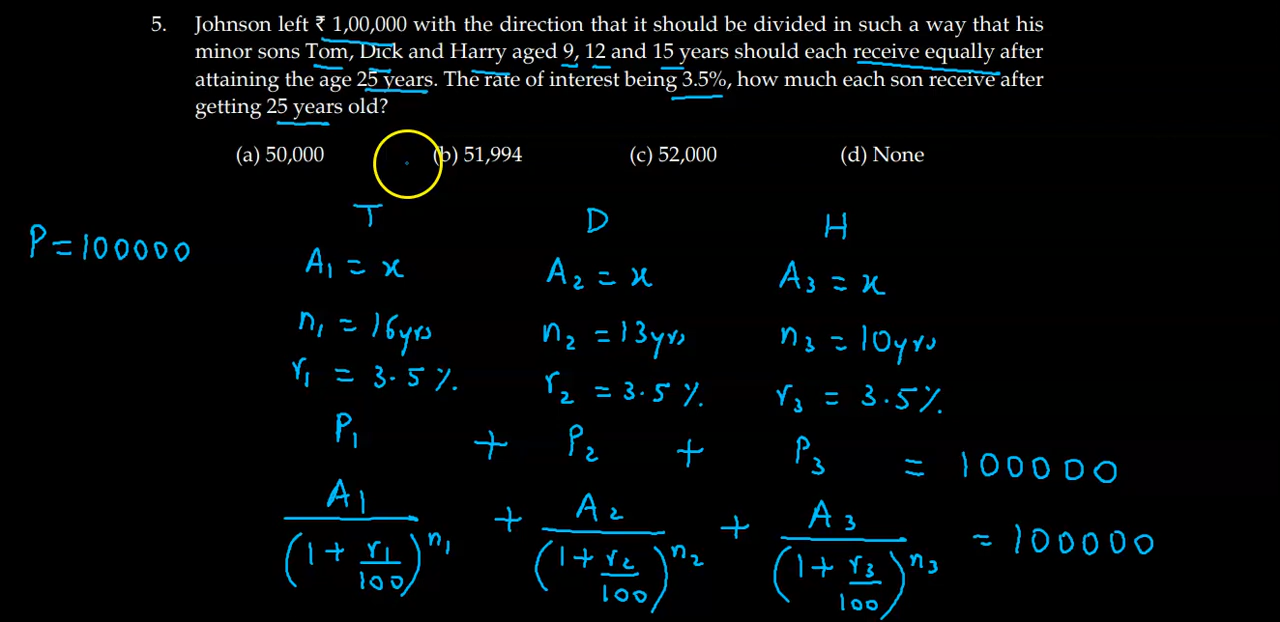 5. Johnson left ₹ 1,00,000 with the direction that it should be divided in such a way that his
minor sons Tom, Dick and Harry aged 9, 12 and 15 years should each receive equally after
attaining the age 25 years. The rate of interest being 3.5%, how much each son receive after
getting 25 years old?
(a) 50,000 (b) 51,994 (c) 52,000 (d) None
T D H
P = 100000
A₁ = x A₂ = x A₃ = x
n₁ = 16yrs n₂ = 13yrs n₃ = 10yrs
r₁ = 3.5%. r₂ = 3.5%. r₃ = 3.5%.
P₁ + P₂ + P₃ = 100000
A₁/(1 + r₁/100)^n₁ + A₂/(1 + r₂/100)^n₂ + A₃/(1 + r₃/100)^n₃ = 100000